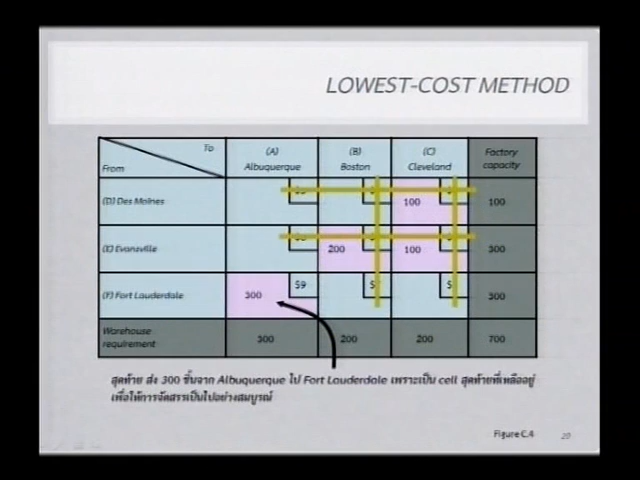 LOWEST-COST METHOD
To
From
(A)
Albuquerque
(B)
Boston
(C)
Cleveland
Factory
capacity
(D) Des Moines
100
100
(E) Evansville
200
100
300
(F) Fort Lauderdale
300
$9
$
$
300
Warehouse
requirement
300
200
200
700
สุดท้าย ส่ง 300 ชิ้นจาก Albuquerque ไป Fort Lauderdale เพราะเป็น cell สุดท้ายที่เหลืออยู่
เพื่อให้การจัดสรรเป็นไปอย่างสมบูรณ์
Figure C.4
20